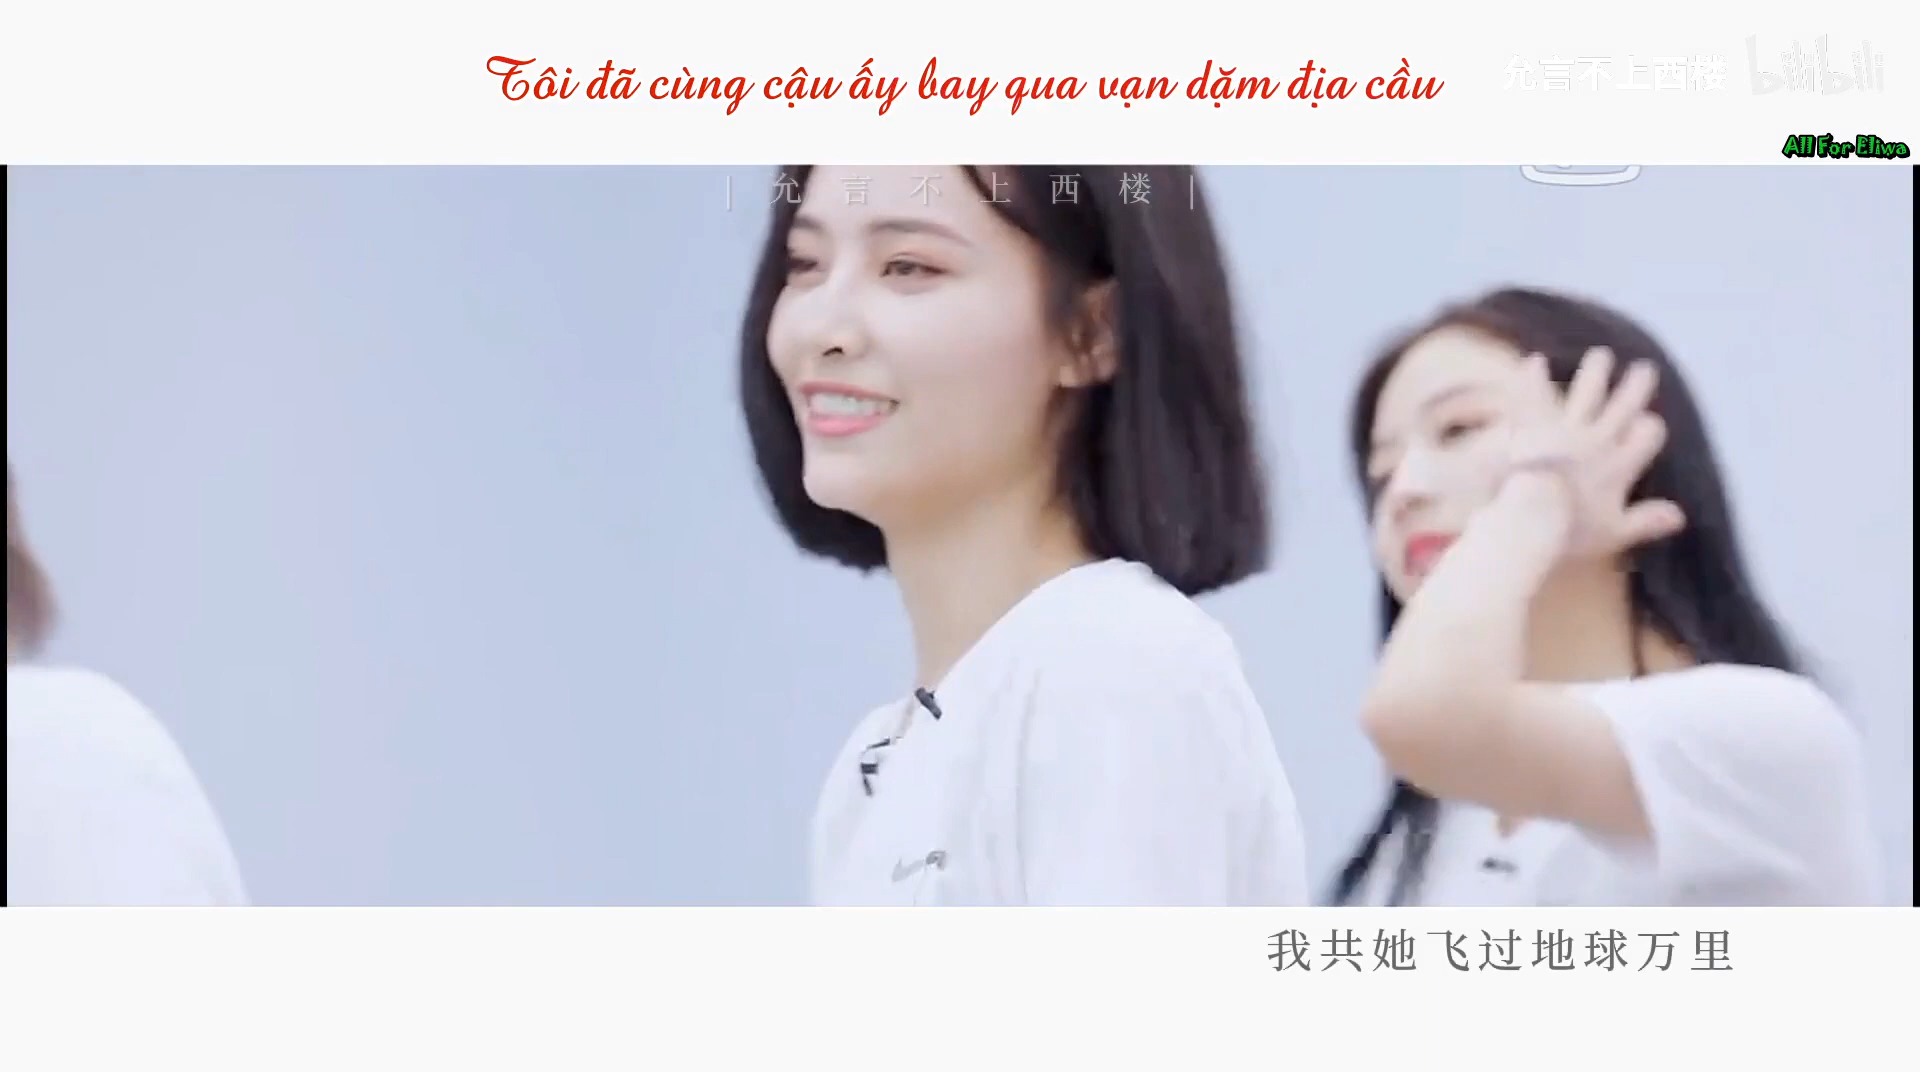 Tôi đã cùng cậu ấy bay qua vạn dặm địa cầu
允言不上西楼 bilibili
All For Eliwa
| 允言不上西楼 |
我共她飞过地球万里